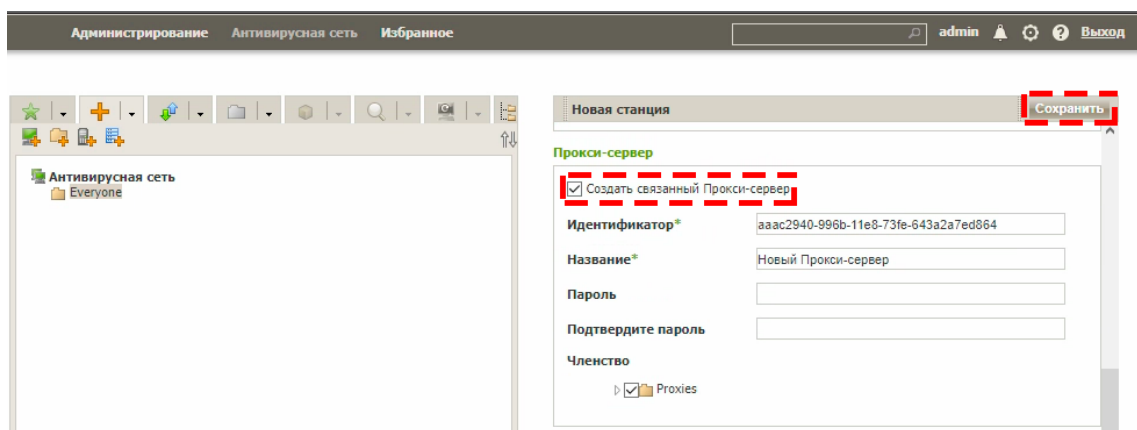 Администрирование Антивирусная сеть Избранное admin Выход
Новая станция Сохранить
Прокси-сервер
Антивирусная сеть
Everyone
Создать связанный Прокси-сервер
Идентификатор* aaac2940-996b-11e8-73fe-643a2a7ed864
Название* Новый Прокси-сервер
Пароль
Подтвердите пароль
Членство
Proxies